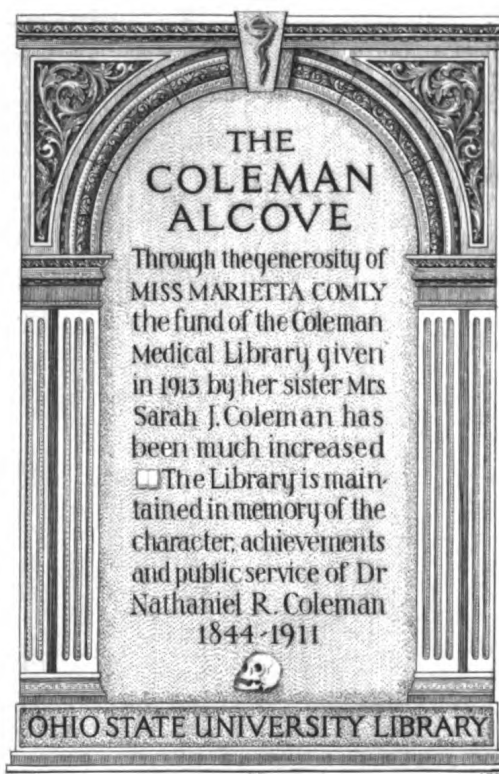 THE
COLEMAN
ALCOVE
Through the generosity of
MISS MARIETTA COMLY
the fund of the Coleman
Medical Library given
in 1913 by her sister Mrs
Sarah J. Coleman has
been much increased
The Library is main-
tained in memory of the
character, achievements
and public service of Dr
Nathaniel R. Coleman
1844-1911
OHIO STATE UNIVERSITY LIBRARY